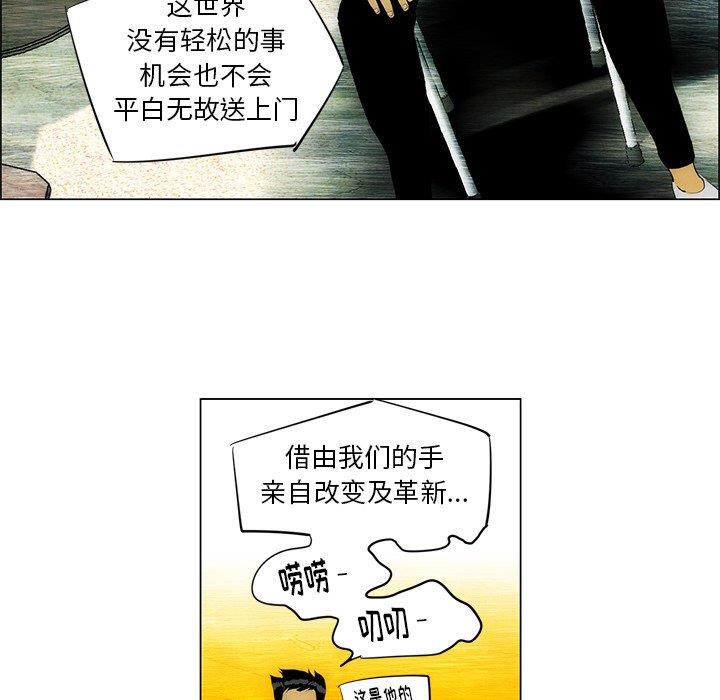 这世界
没有轻松的事
机会也不会
平白无故送上门
借由我们的手
亲自改变及革新…
唠唠-
叨叨-
这是他的